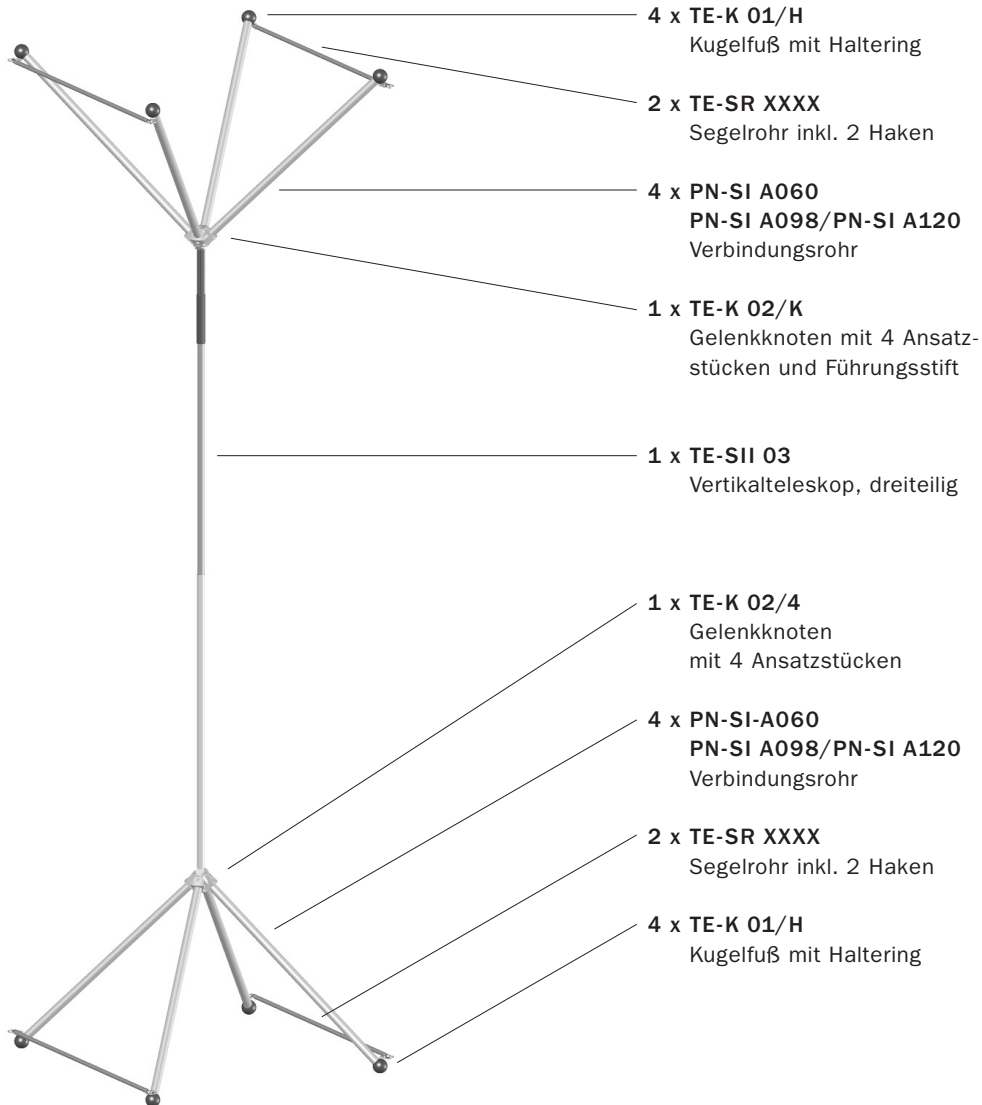 4 x TE-K 01/H
Kugelfuß mit Haltering
2 x TE-SR XXXX
Segelrohr inkl. 2 Haken
4 x PN-SI A060
PN-SI A098/PN-SI A120
Verbindungsrohr
1 x TE-K 02/K
Gelenkknoten mit 4 Ansatz-
stücken und Führungsstift
1 x TE-SII 03
Vertikalteleskop, dreiteilig
1 x TE-K 02/4
Gelenkknoten
mit 4 Ansatzstücken
4 x PN-SI-A060
PN-SI A098/PN-SI A120
Verbindungsrohr
2 x TE-SR XXXX
Segelrohr inkl. 2 Haken
4 x TE-K 01/H
Kugelfuß mit Haltering